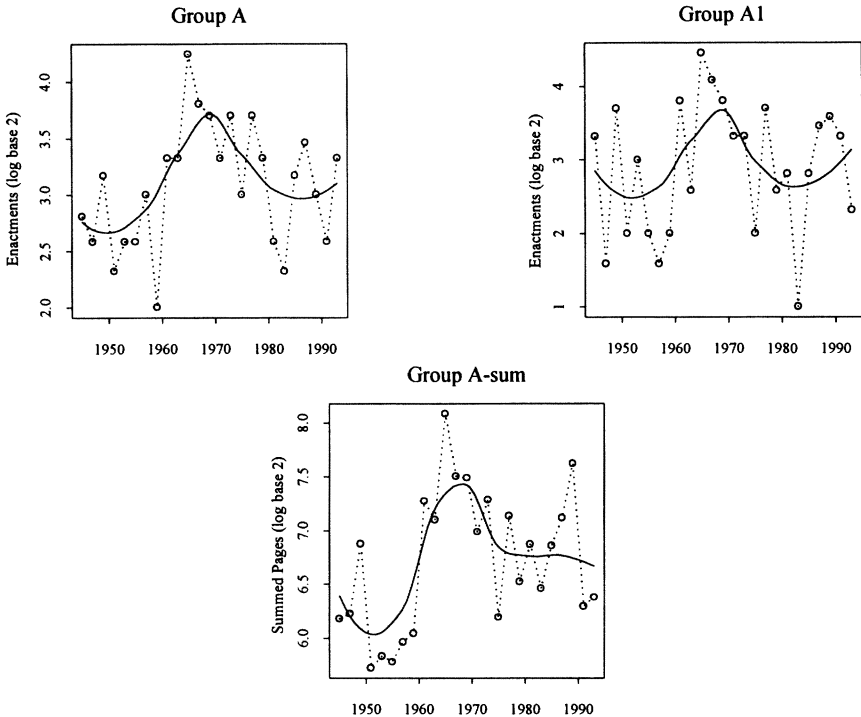 Group A
Enactments (log base 2)
4.0
3.5
3.0
2.5
2.0
1950 1960 1970 1980 1990
Group A1
Enactments (log base 2)
4
3
2
1
1950 1960 1970 1980 1990
Group A-sum
Summed Pages (log base 2)
8.0
7.5
7.0
6.5
6.0
1950 1960 1970 1980 1990